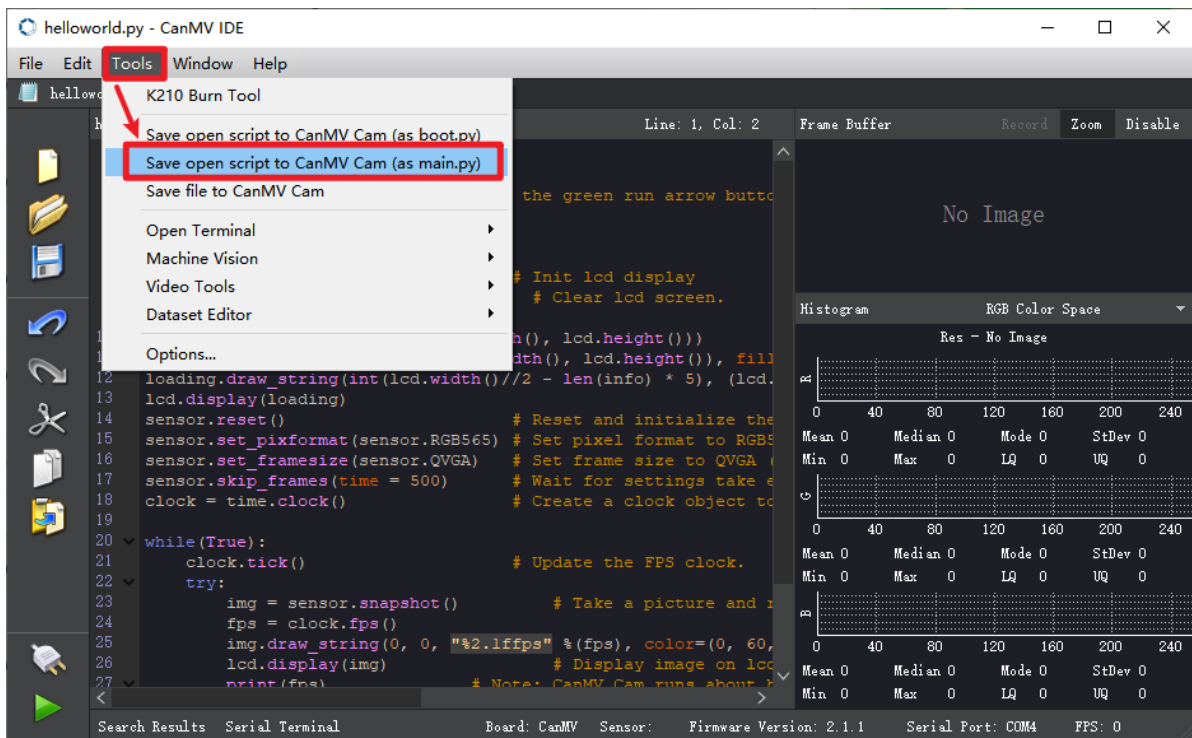 helloworld.py - CanMV IDE
File Edit Tools Window Help
K210 Burn Tool
Line: 1, Col: 2
Frame Buffer Record Zoom Disable
Save open script to CanMV Cam (as boot.py)
Save open script to CanMV Cam (as main.py)
Save file to CanMV Cam
the green run arrow
No Image
Open Terminal
Machine Vision
# Init lcd display
Video Tools
# Clear lcd screen.
Dataset Editor
Histogram RGB Color Space
Res - No Image
(), lcd.height()))
Options...
(), lcd.height()),
12 loading.draw_string(int(lcd.width()//2 - len(info) * 5), (lcd.
13 lcd.display(loading)
14 sensor.reset() # Reset and initialize the
15 sensor.set_pixformat(sensor.RGB565) # Set pixel format to
16 sensor.set_framesize(sensor.QVGA) # Set frame size to QVGA (
17 sensor.skip_frames(time = 500) # Wait for settings take
18 clock = time.clock() # Create a clock object to
19
20 while(True):
21 clock.tick() # Update the FPS clock.
22 try:
23 img = sensor.snapshot() # Take a picture and
24 fps = clock.fps()
25 img.draw_string(0, 0, "%2.1ffps" %(fps), color=(0, 60,
26 lcd.display(img) # Display image on lcd
27 print(fps) # Note: CanMV Cam runs about
R
0 40 80 120 160 200 240
Mean 0 Median 0 Mode 0 StDev 0
Min 0 Max 0 LQ 0 UQ 0
G
0 40 80 120 160 200 240
Mean 0 Median 0 Mode 0 StDev 0
Min 0 Max 0 LQ 0 UQ 0
B
0 40 80 120 160 200 240
Mean 0 Median 0 Mode 0 StDev 0
Min 0 Max 0 LQ 0 UQ 0
Search Results Serial Terminal Board: CanMV Sensor: Firmware Version: 2.1.1 Serial Port: COM4 FPS: 0